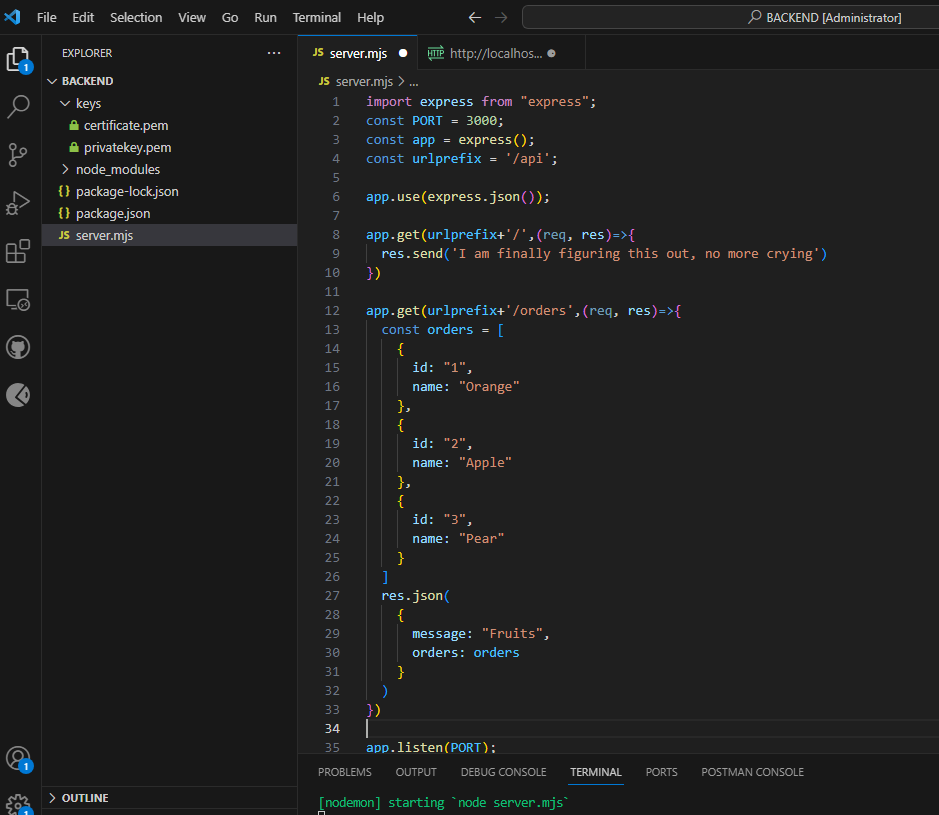 File Edit Selection View Go Run Terminal Help
BACKEND [Administrator]
EXPLORER
BACKEND
keys
certificate.pem
privatekey.pem
node_modules
{} package-lock.json
{} package.json
JS server.mjs
OUTLINE
1
1
1
JS server.mjs
HTTP http://localhos...
JS server.mjs > ...
1 import express from "express";
2 const PORT = 3000;
3 const app = express();
4 const urlprefix = '/api';
5
6 app.use(express.json());
7
8 app.get(urlprefix+'/',(req, res)=>{
9 res.send('I am finally figuring this out, no more crying')
10 })
11
12 app.get(urlprefix+'/orders',(req, res)=>{
13 const orders = [
14 {
15 id: "1",
16 name: "Orange"
17 },
18 {
19 id: "2",
20 name: "Apple"
21 },
22 {
23 id: "3",
24 name: "Pear"
25 }
26 ]
27 res.json(
28 {
29 message: "Fruits",
30 orders: orders
31 }
32 )
33 })
34
35 app.listen(PORT);
PROBLEMS OUTPUT DEBUG CONSOLE TERMINAL PORTS POSTMAN CONSOLE
[nodemon] starting `node server.mjs`